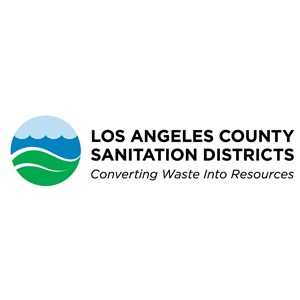 LOS ANGELES COUNTY
SANITATION DISTRICTS
Converting Waste Into Resources